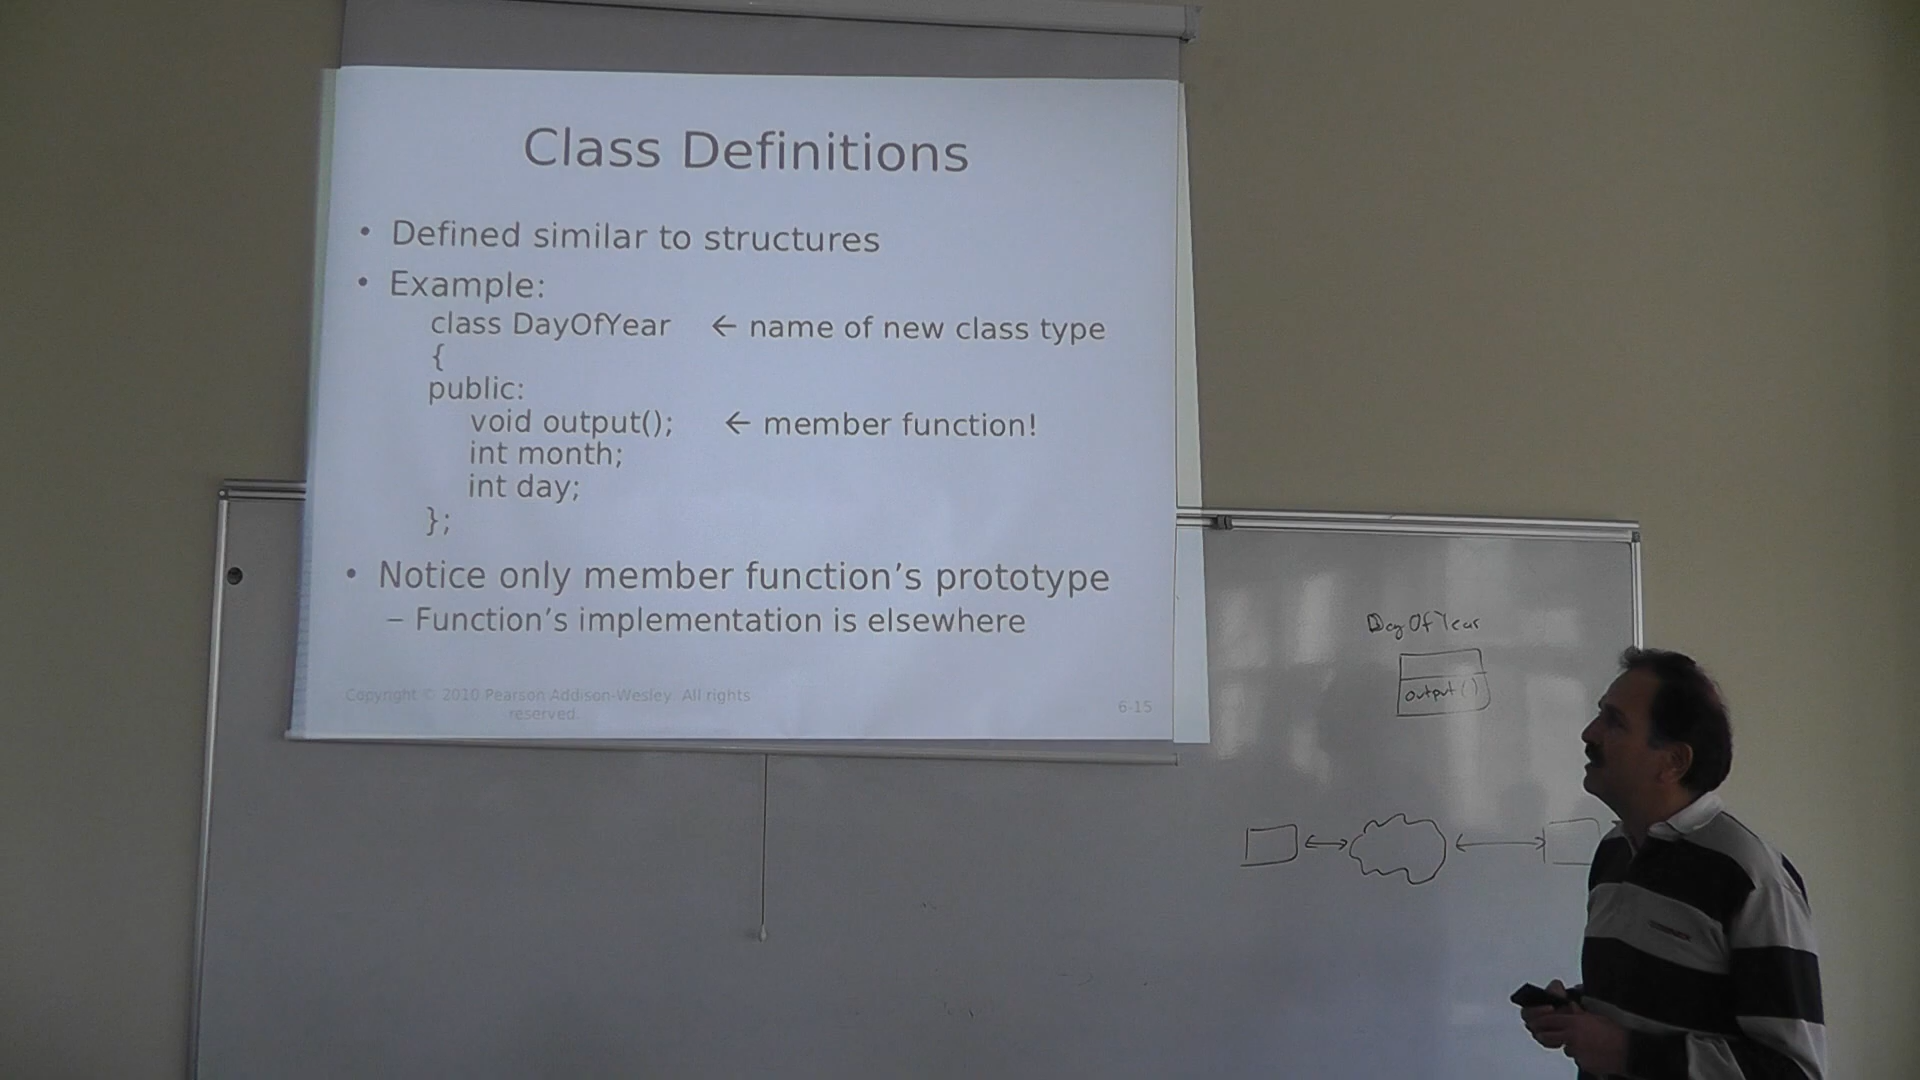 Class Definitions
• Defined similar to structures
• Example:
class DayOfYear ← name of new class type
{
public:
void output(); ← member function!
int month;
int day;
};
• Notice only member function’s prototype
– Function’s implementation is elsewhere
Copyright © 2010 Pearson Addison-Wesley. All rights
reserved.
6-15
DayOfYear
output()